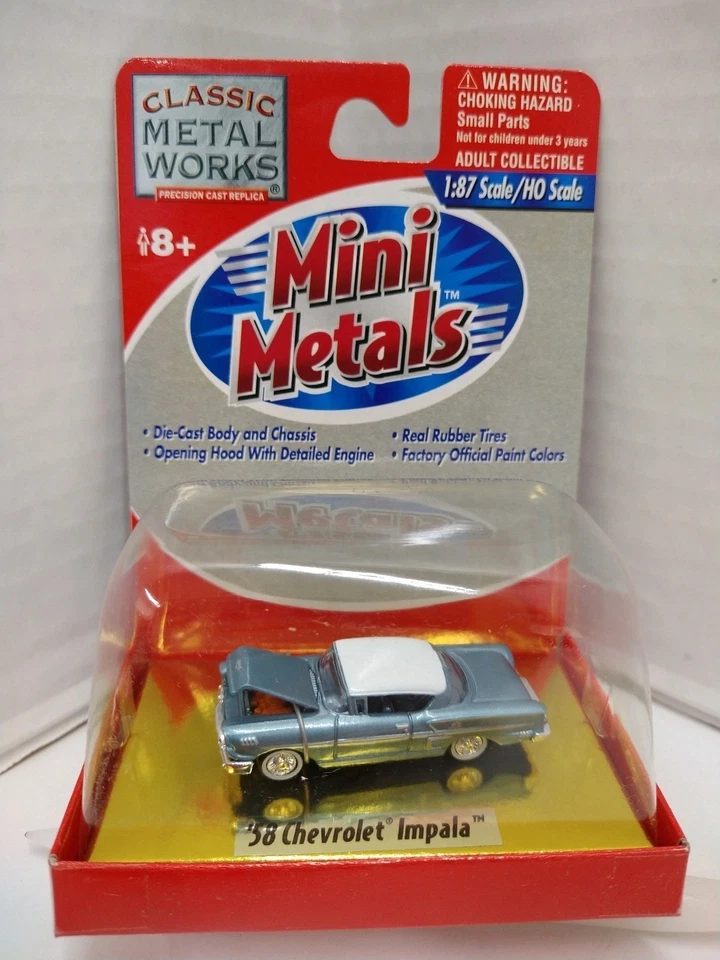 CLASSIC
METAL
WORKS®
PRECISION CAST REPLICA
⚠ WARNING:
CHOKING HAZARD
Small Parts
Not for children under 3 years
ADULT COLLECTIBLE
1:87 Scale/HO Scale
8+
Mini
Metals™
• Die-Cast Body and Chassis
• Opening Hood With Detailed Engine
• Real Rubber Tires
• Factory Official Paint Colors
'58 Chevrolet® Impala™